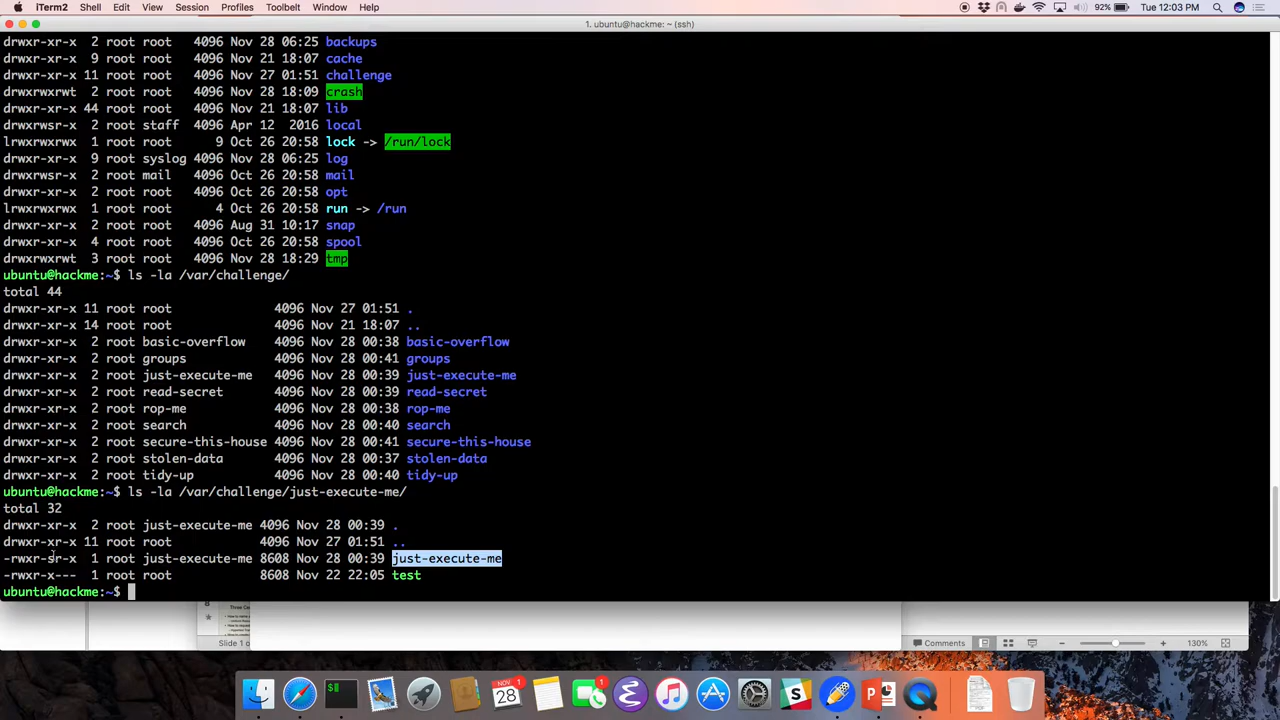 iTerm2 Shell Edit View Session Profiles Toolbelt Window Help 92% Tue 12:03 PM
1. ubuntu@hackme: ~ (ssh)
drwxr-xr-x 2 root root 4096 Nov 28 06:25 backups
drwxr-xr-x 9 root root 4096 Nov 21 18:07 cache
drwxr-xr-x 11 root root 4096 Nov 27 01:51 challenge
drwxrwxrwt 2 root root 4096 Nov 28 18:09 crash
drwxr-xr-x 44 root root 4096 Nov 21 18:07 lib
drwxrwsr-x 2 root staff 4096 Apr 12 2016 local
lrwxrwxrwx 1 root root 9 Oct 26 20:58 lock -> /run/lock
drwxrwxr-x 9 root syslog 4096 Nov 28 06:25 log
drwxrwsr-x 2 root mail 4096 Oct 26 20:58 mail
drwxr-xr-x 2 root root 4096 Oct 26 20:58 opt
lrwxrwxrwx 1 root root 4 Oct 26 20:58 run -> /run
drwxr-xr-x 2 root root 4096 Aug 31 10:17 snap
drwxr-xr-x 4 root root 4096 Oct 26 20:58 spool
drwxrwxrwt 3 root root 4096 Nov 28 18:29 tmp
ubuntu@hackme:~$ ls -la /var/challenge/
total 44
drwxr-xr-x 11 root root 4096 Nov 27 01:51 .
drwxr-xr-x 14 root root 4096 Nov 21 18:07 ..
drwxr-xr-x 2 root basic-overflow 4096 Nov 28 00:38 basic-overflow
drwxr-xr-x 2 root groups 4096 Nov 28 00:41 groups
drwxr-xr-x 2 root just-execute-me 4096 Nov 28 00:39 just-execute-me
drwxr-xr-x 2 root read-secret 4096 Nov 28 00:39 read-secret
drwxr-xr-x 2 root rop-me 4096 Nov 28 00:38 rop-me
drwxr-xr-x 2 root search 4096 Nov 28 00:40 search
drwxr-xr-x 2 root secure-this-house 4096 Nov 28 00:41 secure-this-house
drwxr-xr-x 2 root stolen-data 4096 Nov 28 00:37 stolen-data
drwxr-xr-x 2 root tidy-up 4096 Nov 28 00:40 tidy-up
ubuntu@hackme:~$ ls -la /var/challenge/just-execute-me/
total 32
drwxr-xr-x 2 root just-execute-me 4096 Nov 28 00:39 .
drwxr-xr-x 11 root root 4096 Nov 27 01:51 ..
-rwxr-sr-x 1 root just-execute-me 8608 Nov 28 00:39 just-execute-me
-rwxr-x--- 1 root root 8608 Nov 22 22:05 test
ubuntu@hackme:~$
Slide 1 o
Comments 130%
NOV 1 28 1